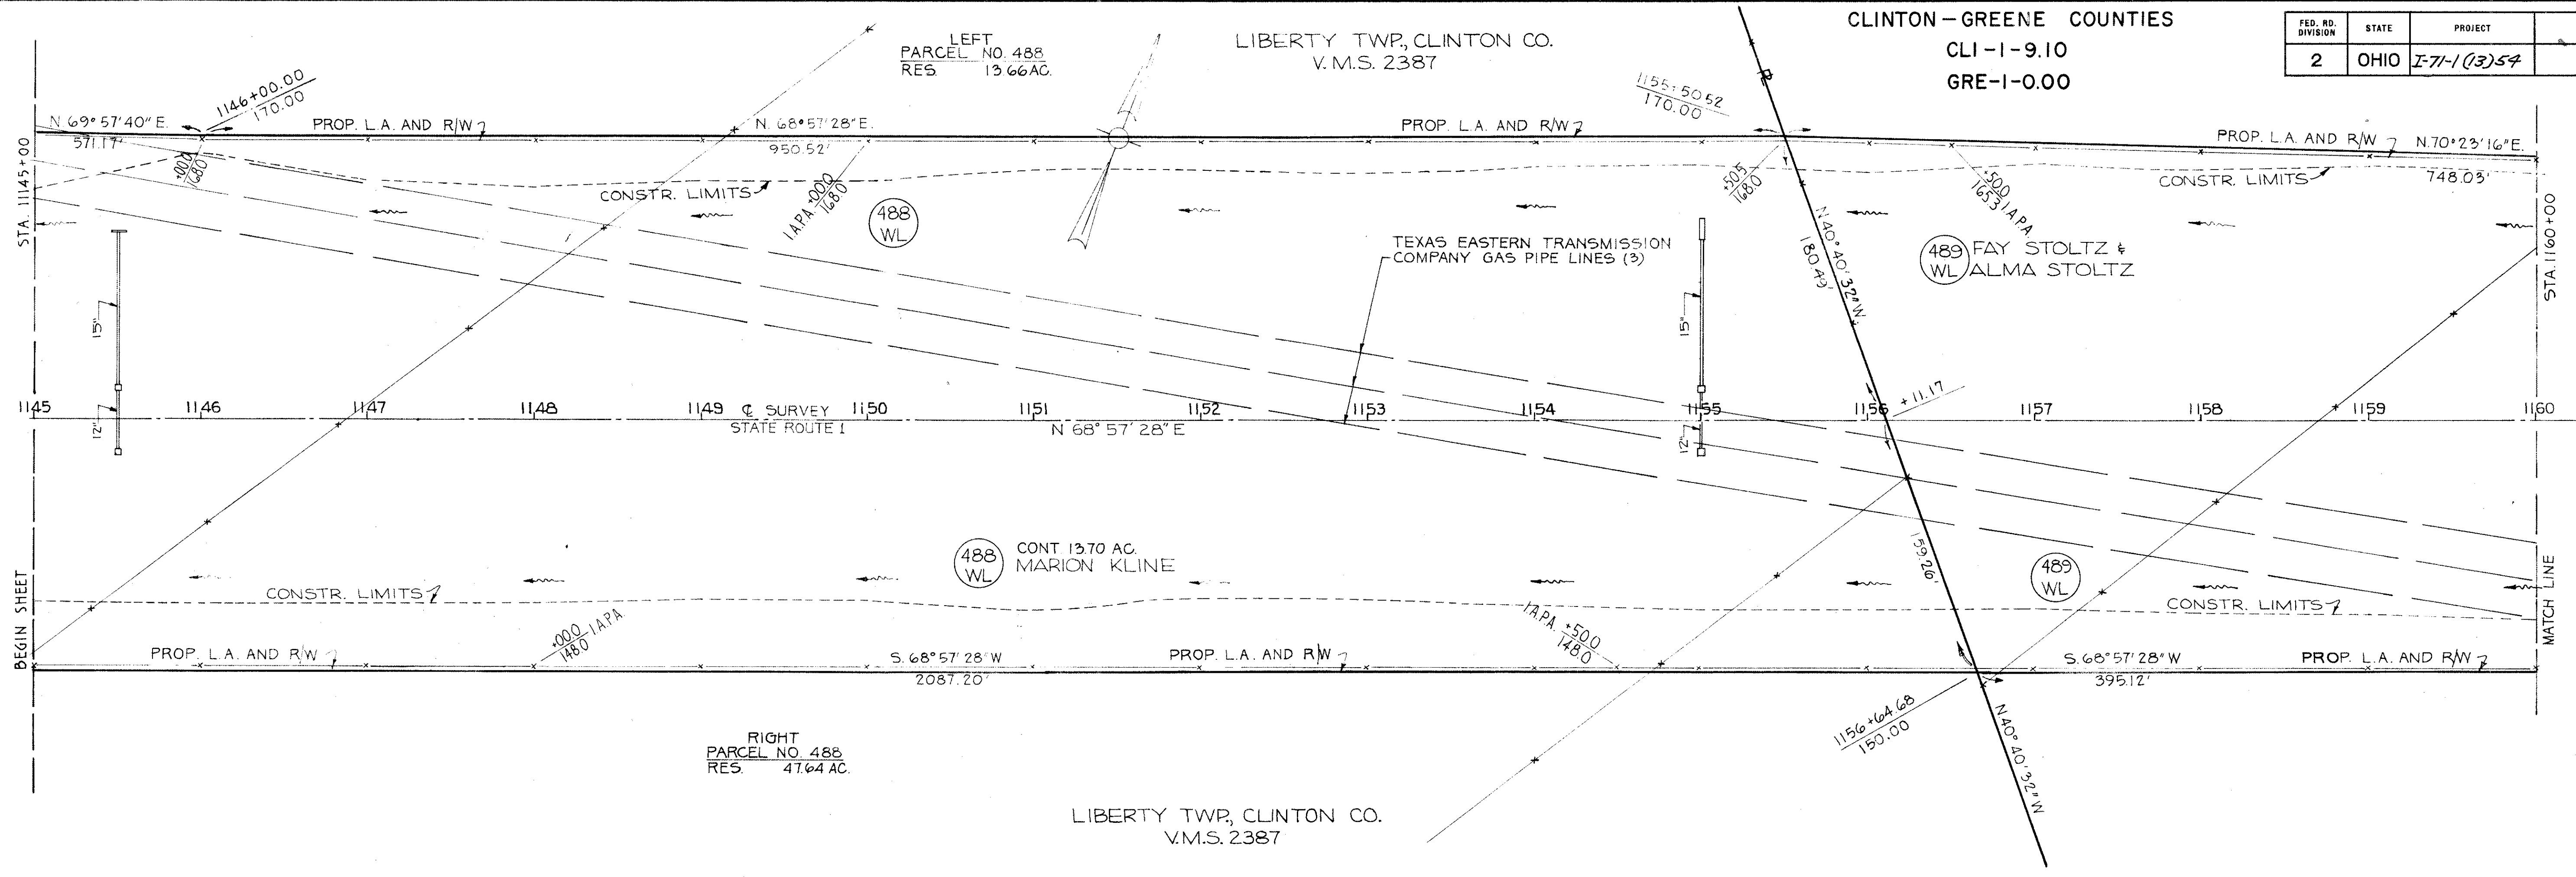 CLINTON-GREENE COUNTIES
CLI-1-9.10
GRE-1-0.00
FED. RD. DIVISION
STATE
PROJECT
2
OHIO
I-71-1(13)54
LEFT
PARCEL NO. 488
RES. 13.66 AC.
LIBERTY TWP., CLINTON CO.
V.M.S. 2387
1146+00.00
170.00
1155+50.52
170.00
N 69°57'40"E.
571.17'
PROP. L.A. AND R/W
N. 68°57'28"E.
950.52'
PROP. L.A. AND R/W
PROP. L.A. AND R/W
N.70°23'16"E.
748.03'
STA. 1145+00
+00.0
168.0
CONSTR. LIMITS
1 A.P.A. +00.0
168.0
488
WL
+50.5
168.0
+50.0
165.3 1 A.P.A.
CONSTR. LIMITS
STA. 1160+00
TEXAS EASTERN TRANSMISSION
COMPANY GAS PIPE LINES (3)
N 40°40'32"W.
180.49'
489
WL
FAY STOLTZ &
ALMA STOLTZ
15"
15"
+11.17
1145
1146
1147
1148
1149
℄ SURVEY
STATE ROUTE 1
1150
1151
N 68°57'28"E
1152
1153
1154
1155
1156
1157
1158
1159
1160
12"
12"
159.26'
488
WL
CONT 13.70 AC.
MARION KLINE
489
WL
BEGIN SHEET
MATCH LINE
CONSTR. LIMITS
CONSTR. LIMITS
+00.0
148.0 1 A.P.A
1 A.P.A. +50.0
148.0
PROP. L.A. AND R/W
S. 68°57'28"W
2087.20'
PROP. L.A. AND R/W
S. 68°57'28"W
395.12'
PROP. L.A. AND R/W
1156+64.68
150.00
N 40°40'32"W
RIGHT
PARCEL NO. 488
RES. 47.64 AC.
LIBERTY TWP., CLINTON CO.
V.M.S. 2387